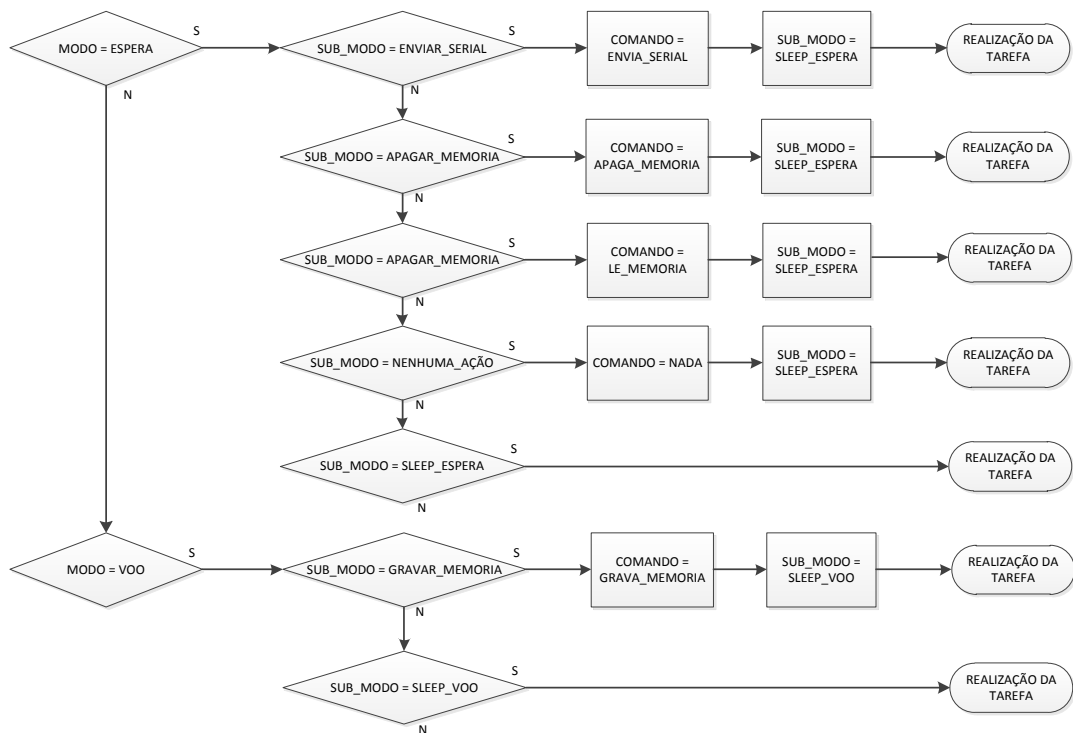 MODO = ESPERA
S
N
SUB_MODO = ENVIAR_SERIAL
S
N
COMANDO =
ENVIA_SERIAL
SUB_MODO =
SLEEP_ESPERA
REALIZAÇÃO DA
TAREFA
SUB_MODO = APAGAR_MEMORIA
S
N
COMANDO =
APAGA_MEMORIA
SUB_MODO =
SLEEP_ESPERA
REALIZAÇÃO DA
TAREFA
SUB_MODO = APAGAR_MEMORIA
S
N
COMANDO =
LE_MEMORIA
SUB_MODO =
SLEEP_ESPERA
REALIZAÇÃO DA
TAREFA
SUB_MODO = NENHUMA_AÇÃO
S
N
COMANDO = NADA
SUB_MODO =
SLEEP_ESPERA
REALIZAÇÃO DA
TAREFA
SUB_MODO = SLEEP_ESPERA
S
N
REALIZAÇÃO DA
TAREFA
MODO = VOO
S
SUB_MODO = GRAVAR_MEMORIA
S
N
COMANDO =
GRAVA_MEMORIA
SUB_MODO =
SLEEP_VOO
REALIZAÇÃO DA
TAREFA
SUB_MODO = SLEEP_VOO
S
N
REALIZAÇÃO DA
TAREFA